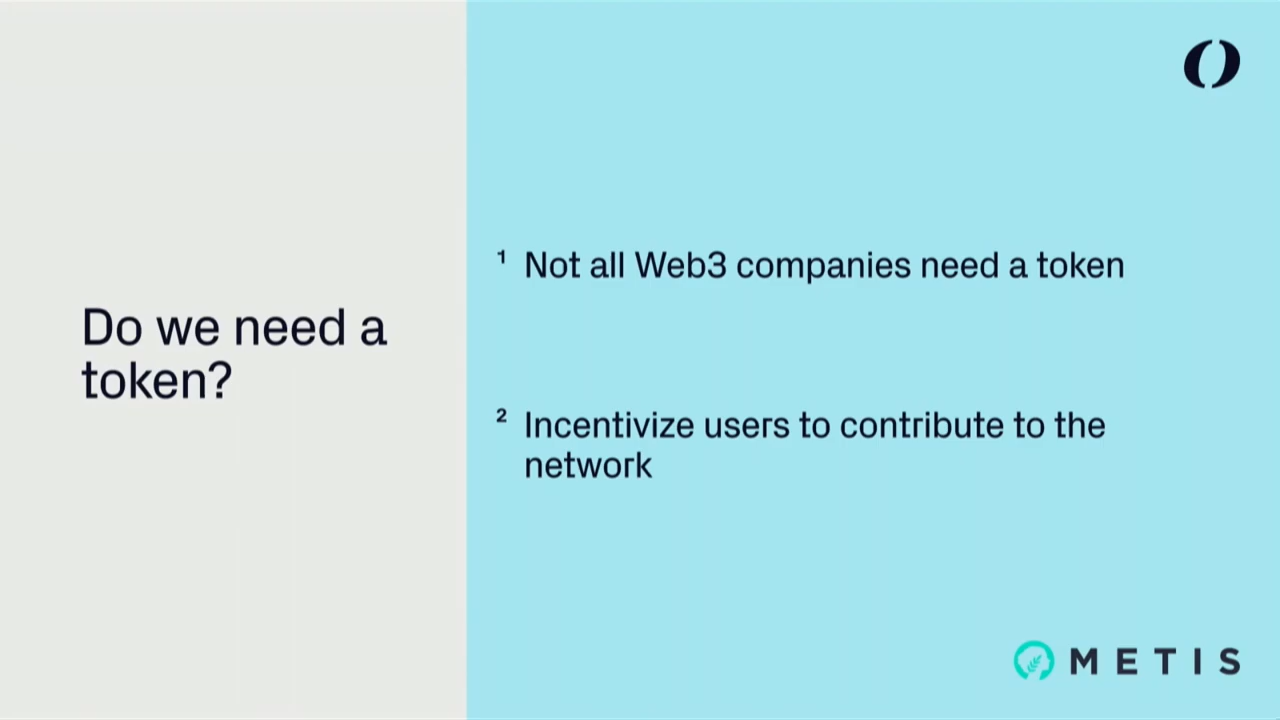 Do we need a
token?
¹ Not all Web3 companies need a token
² Incentivize users to contribute to the
network
METIS